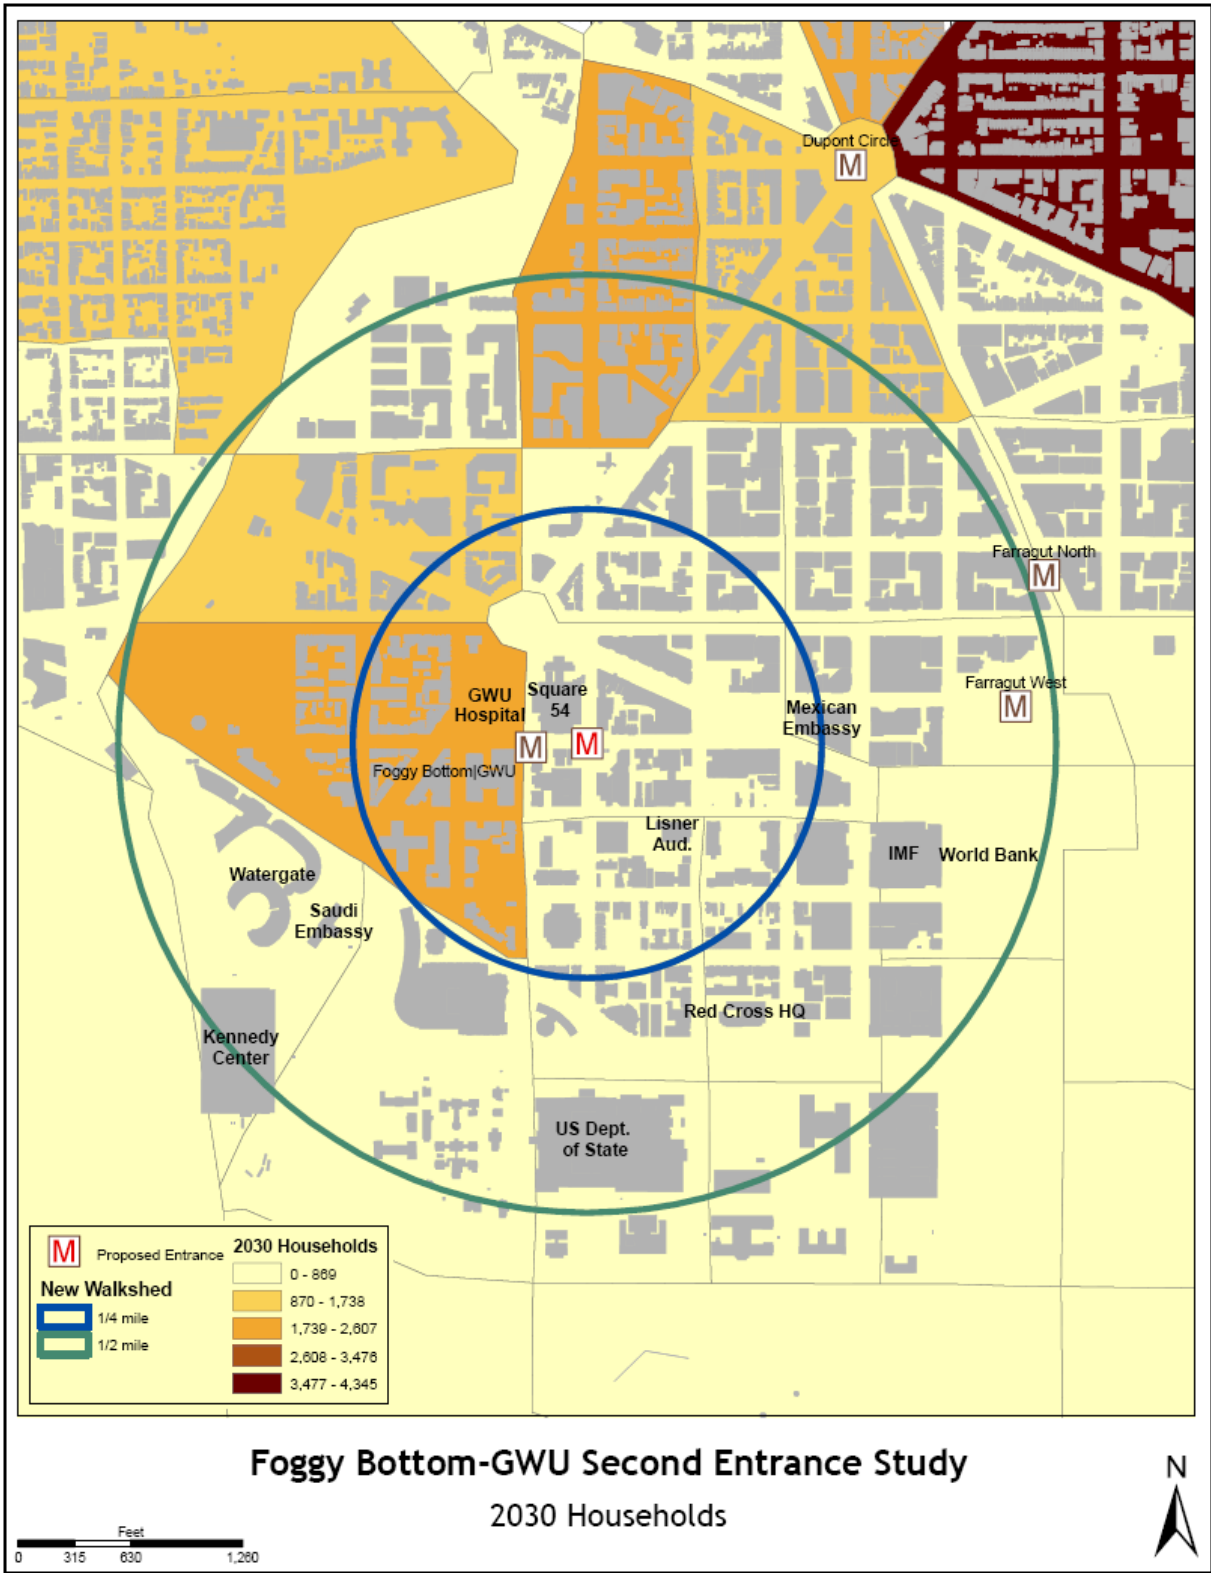 Dupont Circle
M
Farragut North
M
Farragut West
M
GWU
Hospital
Square
54
Mexican
Embassy
M
M
Foggy Bottom|GWU
Lisner
Aud.
IMF
World Bank
Watergate
Saudi
Embassy
Red Cross HQ
Kennedy
Center
US Dept.
of State
M Proposed Entrance
New Walkshed
1/4 mile
1/2 mile
2030 Households
0 - 869
870 - 1,738
1,739 - 2,607
2,608 - 3,476
3,477 - 4,345
Foggy Bottom-GWU Second Entrance Study
2030 Households
N
Feet
0 315 630 1,260